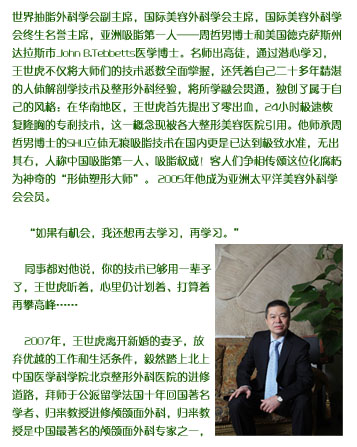 世界抽脂外科学会副主席，国际美容外科学会主席，国际美容外科学
会终生名誉主席，亚洲吸脂第一人——周哲男博士和美国德克萨斯州
达拉斯市John B.Tebbetts医学博士。名师出高徒，通过潜心学习，
王世虎不仅将大师们的技术悉数全面掌握，还凭着自己二十多年精湛
的人体解剖学技术及整形外科经验，将所学融会贯通，独创了属于自
己的风格：在华南地区，王世虎首先提出了零出血，24小时极速恢
复隆胸的专利技术，这一概念现被各大整形美容医院引用。他师承周
哲男博士的SHU立体无痕吸脂技术在国内更是已达到极致水准，无出
其右，人称中国吸脂第一人、吸脂权威！客人们争相传颂这位化腐朽
为神奇的“形体塑形大师”。 2005年他成为亚洲太平洋美容外科学
会会员。
“如果有机会，我还想再去学习，再学习。”
同事都对他说，你的技术已够用一辈子
了，王世虎听着，心里仍计划着、打算着
再攀高峰……
2007年，王世虎离开新婚的妻子，放
弃优越的工作和生活条件，毅然踏上北上
中国医学科学院北京整形外科医院的进修
道路，拜师于公派留学法国十年回国著名
学者、归来教授进修颅颌面外科，归来教
授是中国最著名的颅颌面外科专家之一，